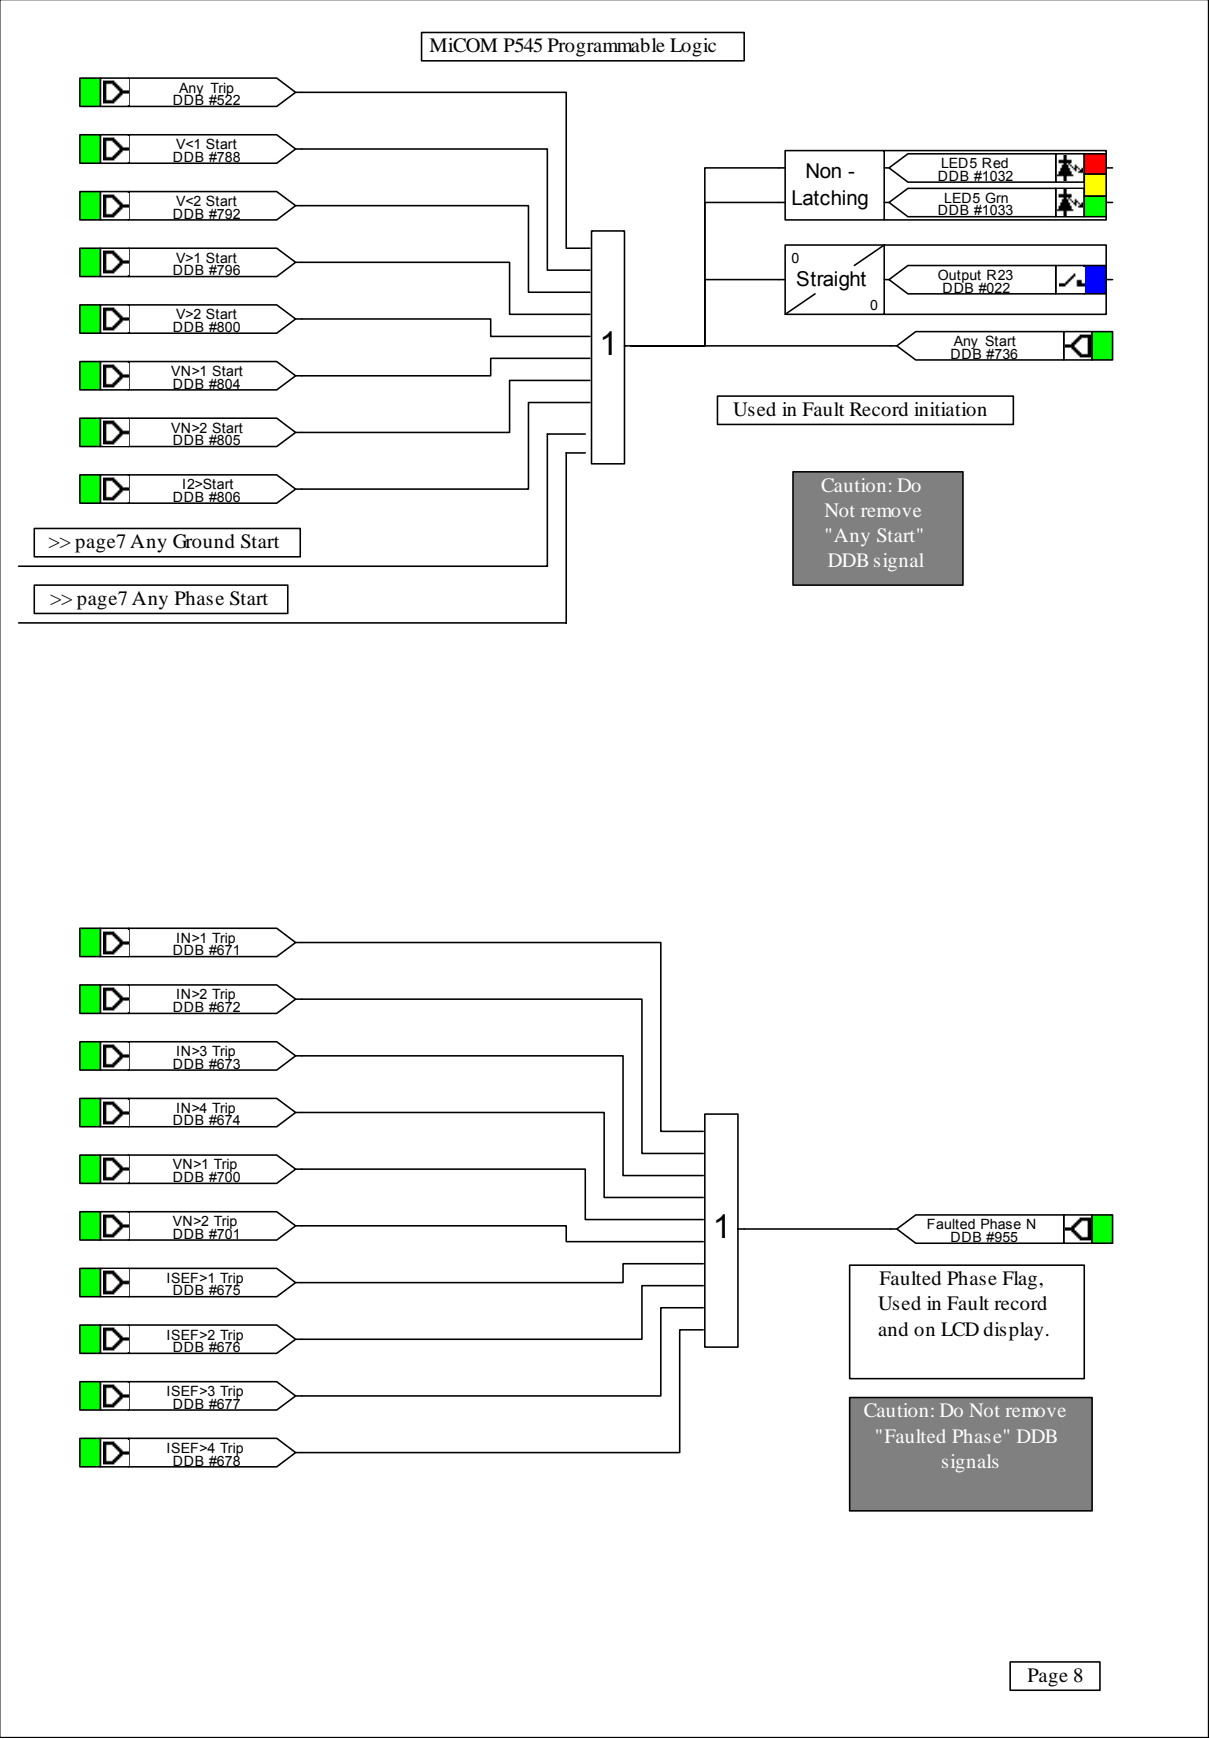 MiCOM P545 Programmable Logic
Any Trip
DDB #522
V<1 Start
DDB #788
V<2 Start
DDB #792
V>1 Start
DDB #796
V>2 Start
DDB #800
VN>1 Start
DDB #804
VN>2 Start
DDB #805
I2>Start
DDB #806
>> page7 Any Ground Start
>> page7 Any Phase Start
1
Non -
Latching
LED5 Red
DDB #1032
LED5 Grn
DDB #1033
0
Straight
0
Output R23
DDB #022
Any Start
DDB #736
Used in Fault Record initiation
Caution: Do
Not remove
"Any Start"
DDB signal
IN>1 Trip
DDB #671
IN>2 Trip
DDB #672
IN>3 Trip
DDB #673
IN>4 Trip
DDB #674
VN>1 Trip
DDB #700
VN>2 Trip
DDB #701
ISEF>1 Trip
DDB #675
ISEF>2 Trip
DDB #676
ISEF>3 Trip
DDB #677
ISEF>4 Trip
DDB #678
1
Faulted Phase N
DDB #955
Faulted Phase Flag,
Used in Fault record
and on LCD display.
Caution: Do Not remove
"Faulted Phase" DDB
signals
Page 8